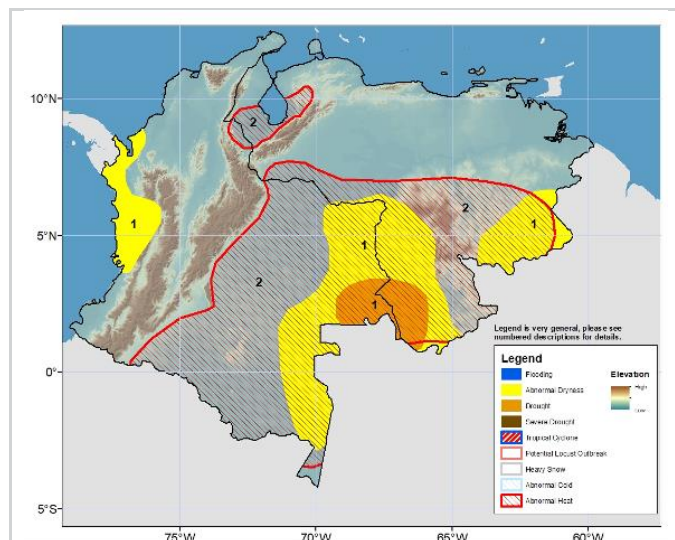 10°N
5°N
0°
5°S
75°W
70°W
65°W
60°W
2
1
2
1
2
1
1
Legend is very general, please see
numbered descriptions for details.
Legend
Flooding
Abnormal Dryness
Drought
Severe Drought
Tropical Cyclone
Potential Locust Outbreak
Heavy Snow
Abnormal Cold
Abnormal Heat
Elevation
High